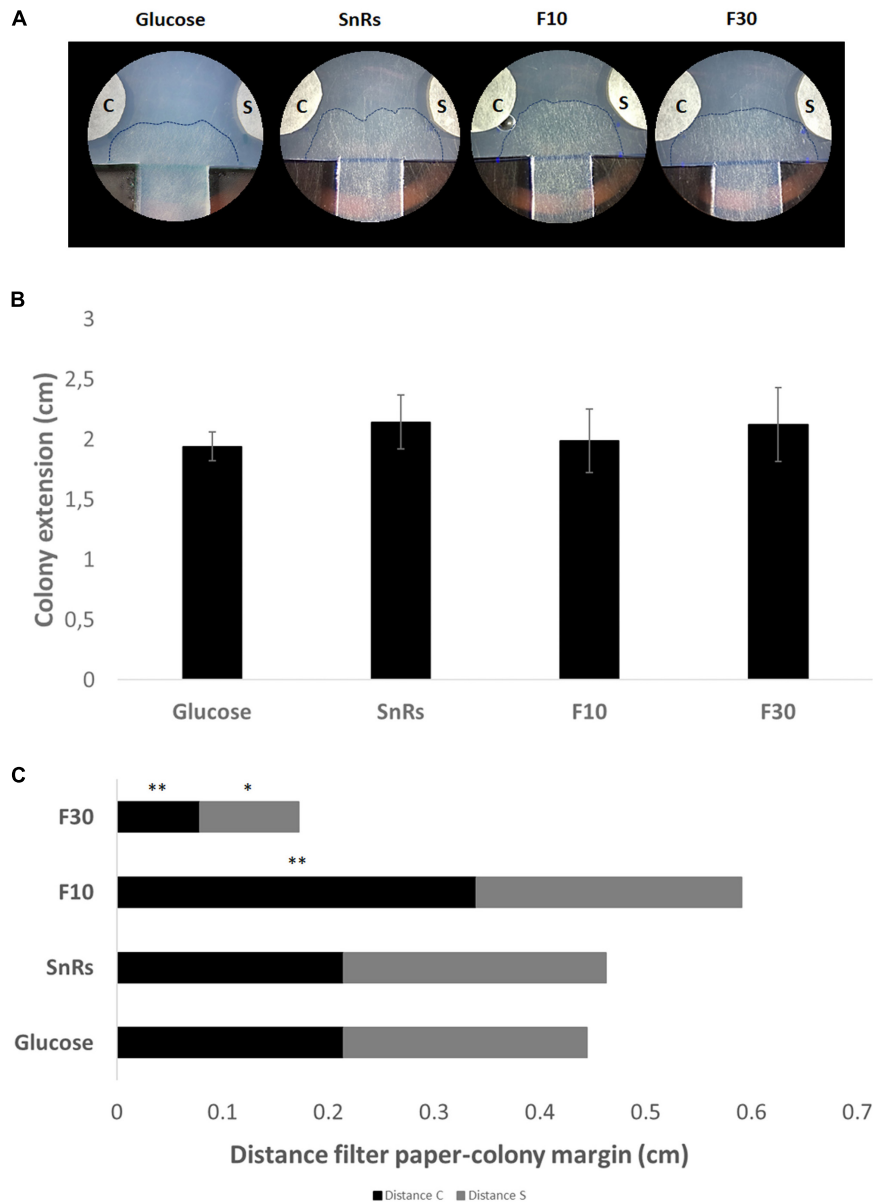 A
Glucose SnRs F10 F30
C S C S C S C S
B
Colony extension (cm)
3
2,5
2
1,5
1
0,5
0
Glucose SnRs F10 F30
C
** *
F30
**
F10
SnRs
Glucose
0 0.1 0.2 0.3 0.4 0.5 0.6 0.7
Distance filter paper-colony margin (cm)
Distance C Distance S